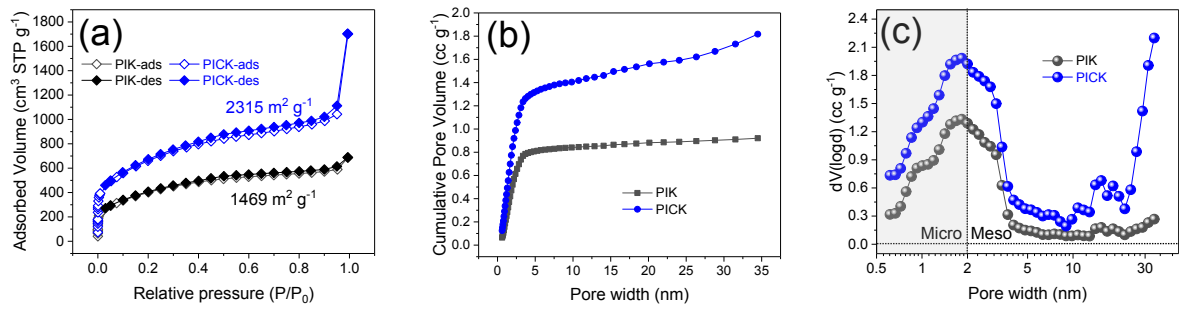 (a)
Adsorbed Volume (cm³ STP g⁻¹)
1800
1600
1400
1200
1000
800
600
400
200
0
PIK-ads PICK-ads
PIK-des PICK-des
2315 m² g⁻¹
1469 m² g⁻¹
0.0 0.2 0.4 0.6 0.8 1.0
Relative pressure (P/P₀)
(b)
Cumulative Pore Volume (cc g⁻¹)
2.0
1.8
1.6
1.4
1.2
1.0
0.8
0.6
0.4
0.2
0.0
PIK
PICK
0 5 10 15 20 25 30 35
Pore width (nm)
(c)
dV(logd) (cc g⁻¹)
2.4
2.1
1.8
1.5
1.2
0.9
0.6
0.3
0.0
PIK
PICK
Micro Meso
0.5 1 2 5 10 30
Pore width (nm)